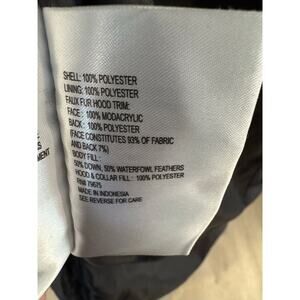 SHELL: 100% POLYESTER
LINING: 100% POLYESTER
FAUX FUR HOOD TRIM:
FACE : 100% MODACRYLIC
BACK : 100% POLYESTER
(FACE CONSTITUTES 93% OF FABRIC
AND BACK 7%)
BODY FILL :
50% DOWN, 50% WATERFOWL FEATHERS
HOOD & COLLAR FILL : 100% POLYESTER
RN# 79675
MADE IN INDONESIA
SEE REVERSE FOR CARE